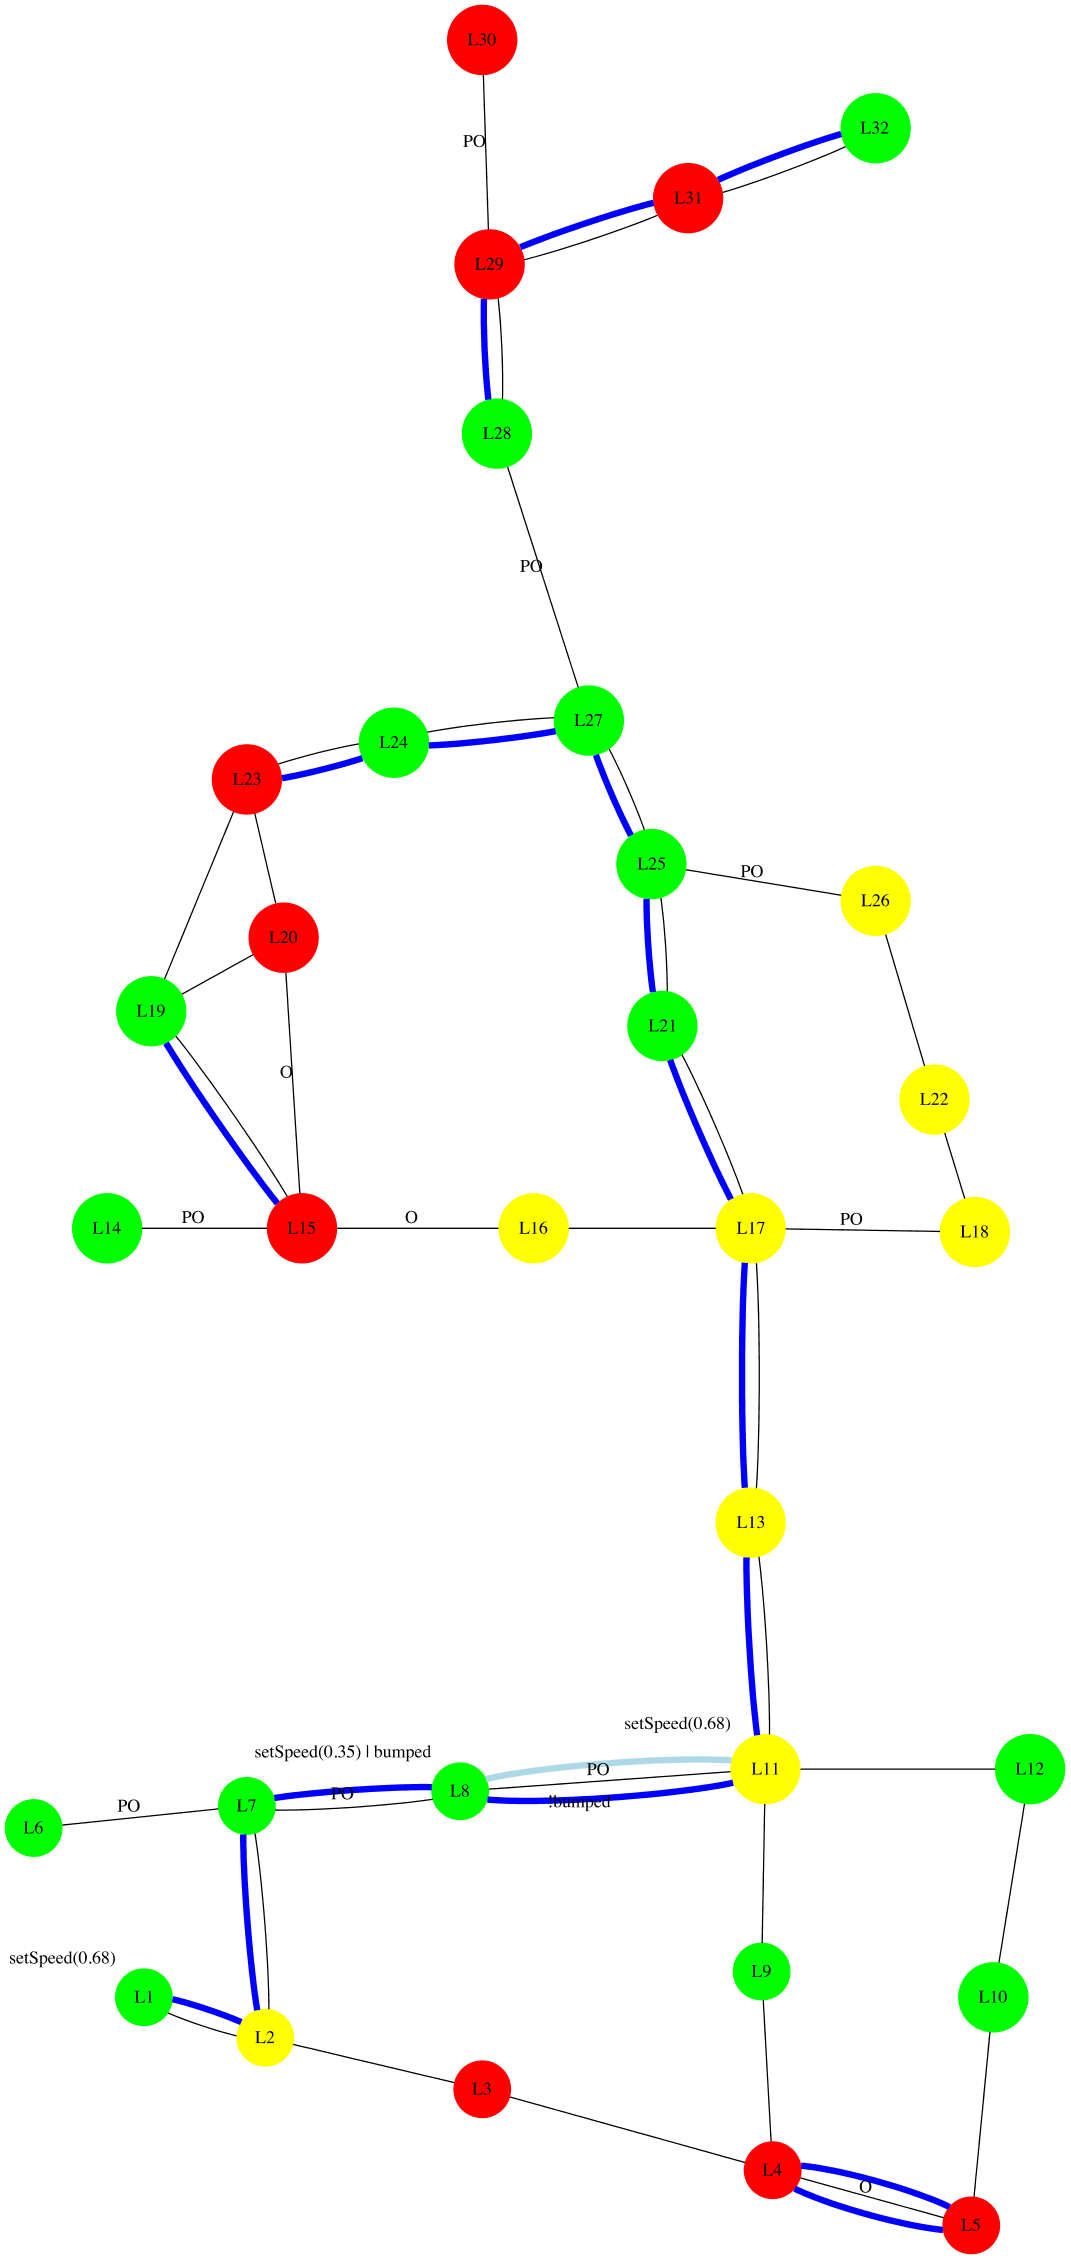 L30
L32
PO
L31
L29
L28
PO
L27
L24
L23
L25
PO
L26
L20
L19
L21
O
L22
L14
PO
L15
O
L16
L17
PO
L18
L13
setSpeed(0.68)
setSpeed(0.35) | bumped
PO
L11
L12
L8
PO
!bumped
L7
PO
L6
setSpeed(0.68)
L9
L1
L10
L2
L3
L4
O
L5